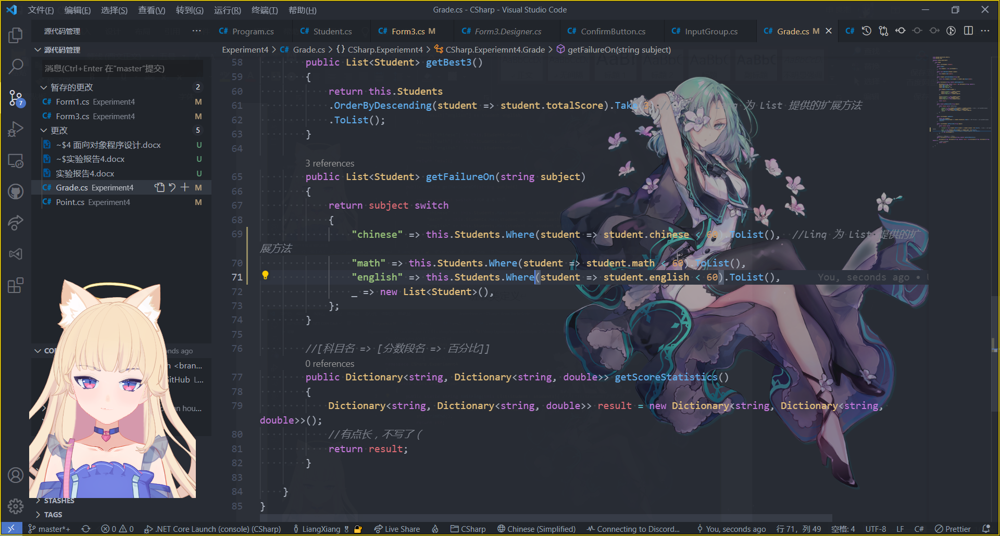 文件(F) 编辑(E) 选择(S) 查看(V) 转到(G) 运行(R) 终端(T) 帮助(H)
Grade.cs - CSharp - Visual Studio Code
源代码管理
C# Program.cs
C# Student.cs
C# Form3.cs M
C# Form3.Designer.cs
C# ConfirmButton.cs
C# InputGroup.cs
C# Grade.cs M
C#
Experiment4 > C# Grade.cs > {} CSharp.Experiemnt4 > CSharp.Experiemnt4.Grade > getFailureOn(string subject)
源代码管理
消息(Ctrl+Enter 在"master"提交)
暂存的更改 2
C# Form1.cs Experiment4 M
C# Form3.cs Experiment4 M
更改 5
~$4 面向对象程序设计.docx U
~$实验报告4.docx U
实验报告4.docx U
C# Grade.cs Experiment4 M
C# Point.cs Experiment4 M
7
STASHES
TAGS
58 public List<Student> getBest3()
59 {
60 return this.Students
61 .OrderByDescending(student => student.totalScore).Take(3) // Linq 为 List 提供的扩展方法
62 .ToList();
63 }
64
3 references
65 public List<Student> getFailureOn(string subject)
66 {
67 return subject switch
68 {
69 "chinese" => this.Students.Where(student => student.chinese < 60).ToList(), //Linq 为 List 提供的扩
展方法
70 "math" => this.Students.Where(student => student.math < 60).ToList(),
71 "english" => this.Students.Where(student => student.english < 60).ToList(), You, seconds ago •
72 _ => new List<Student>(),
73 };
74 }
75
76 //[科目名 => [分数段名 => 百分比]]
0 references
77 public Dictionary<string, Dictionary<string, double>> getScoreStatistics()
78 {
79 Dictionary<string, Dictionary<string, double>> result = new Dictionary<string, Dictionary<string,
double>>();
80 //有点长，不写了（
81 return result;
82 }
83
84 }
85 }
master*+ 0 0 .NET Core Launch (console) (CSharp) LiangXiang Live Share CSharp Chinese (Simplified) Connecting to Discord... You, seconds ago 行 71，列 49 空格: 4 UTF-8 LF C# Prettier